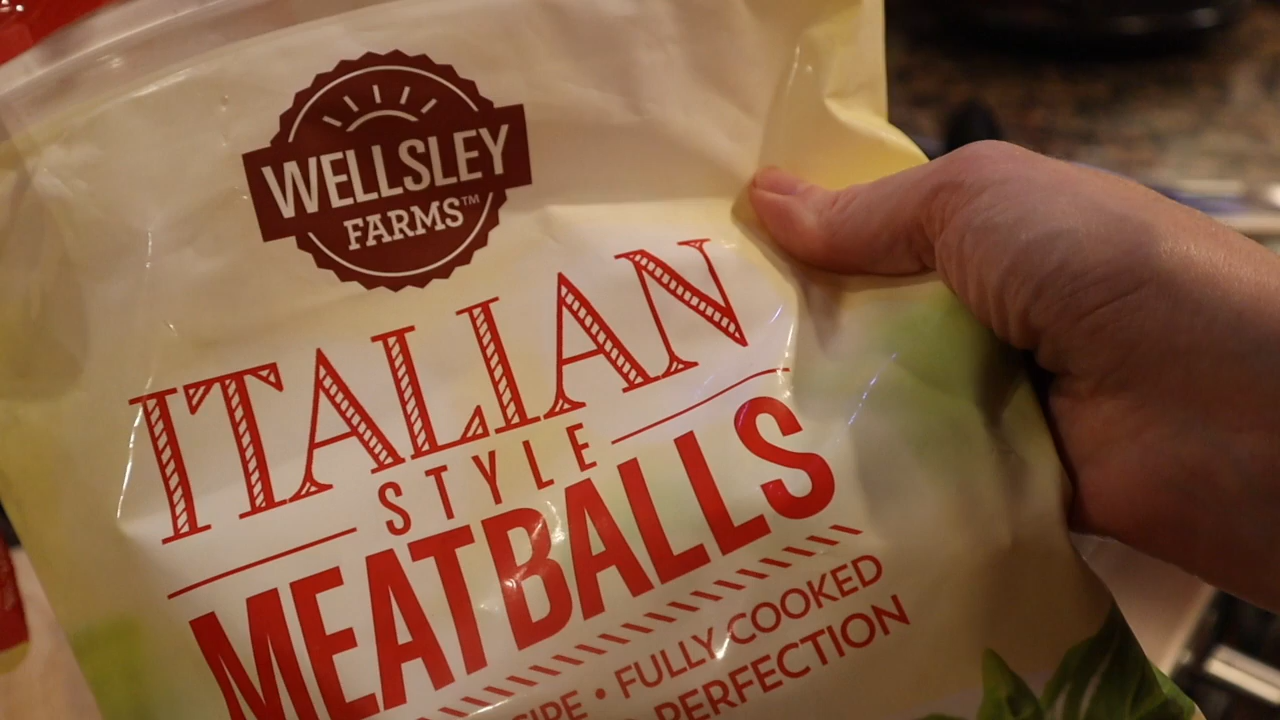 WELLSLEY
FARMS™
ITALIAN
STYLE
MEATBALLS
• FULLY COOKED
PERFECTION